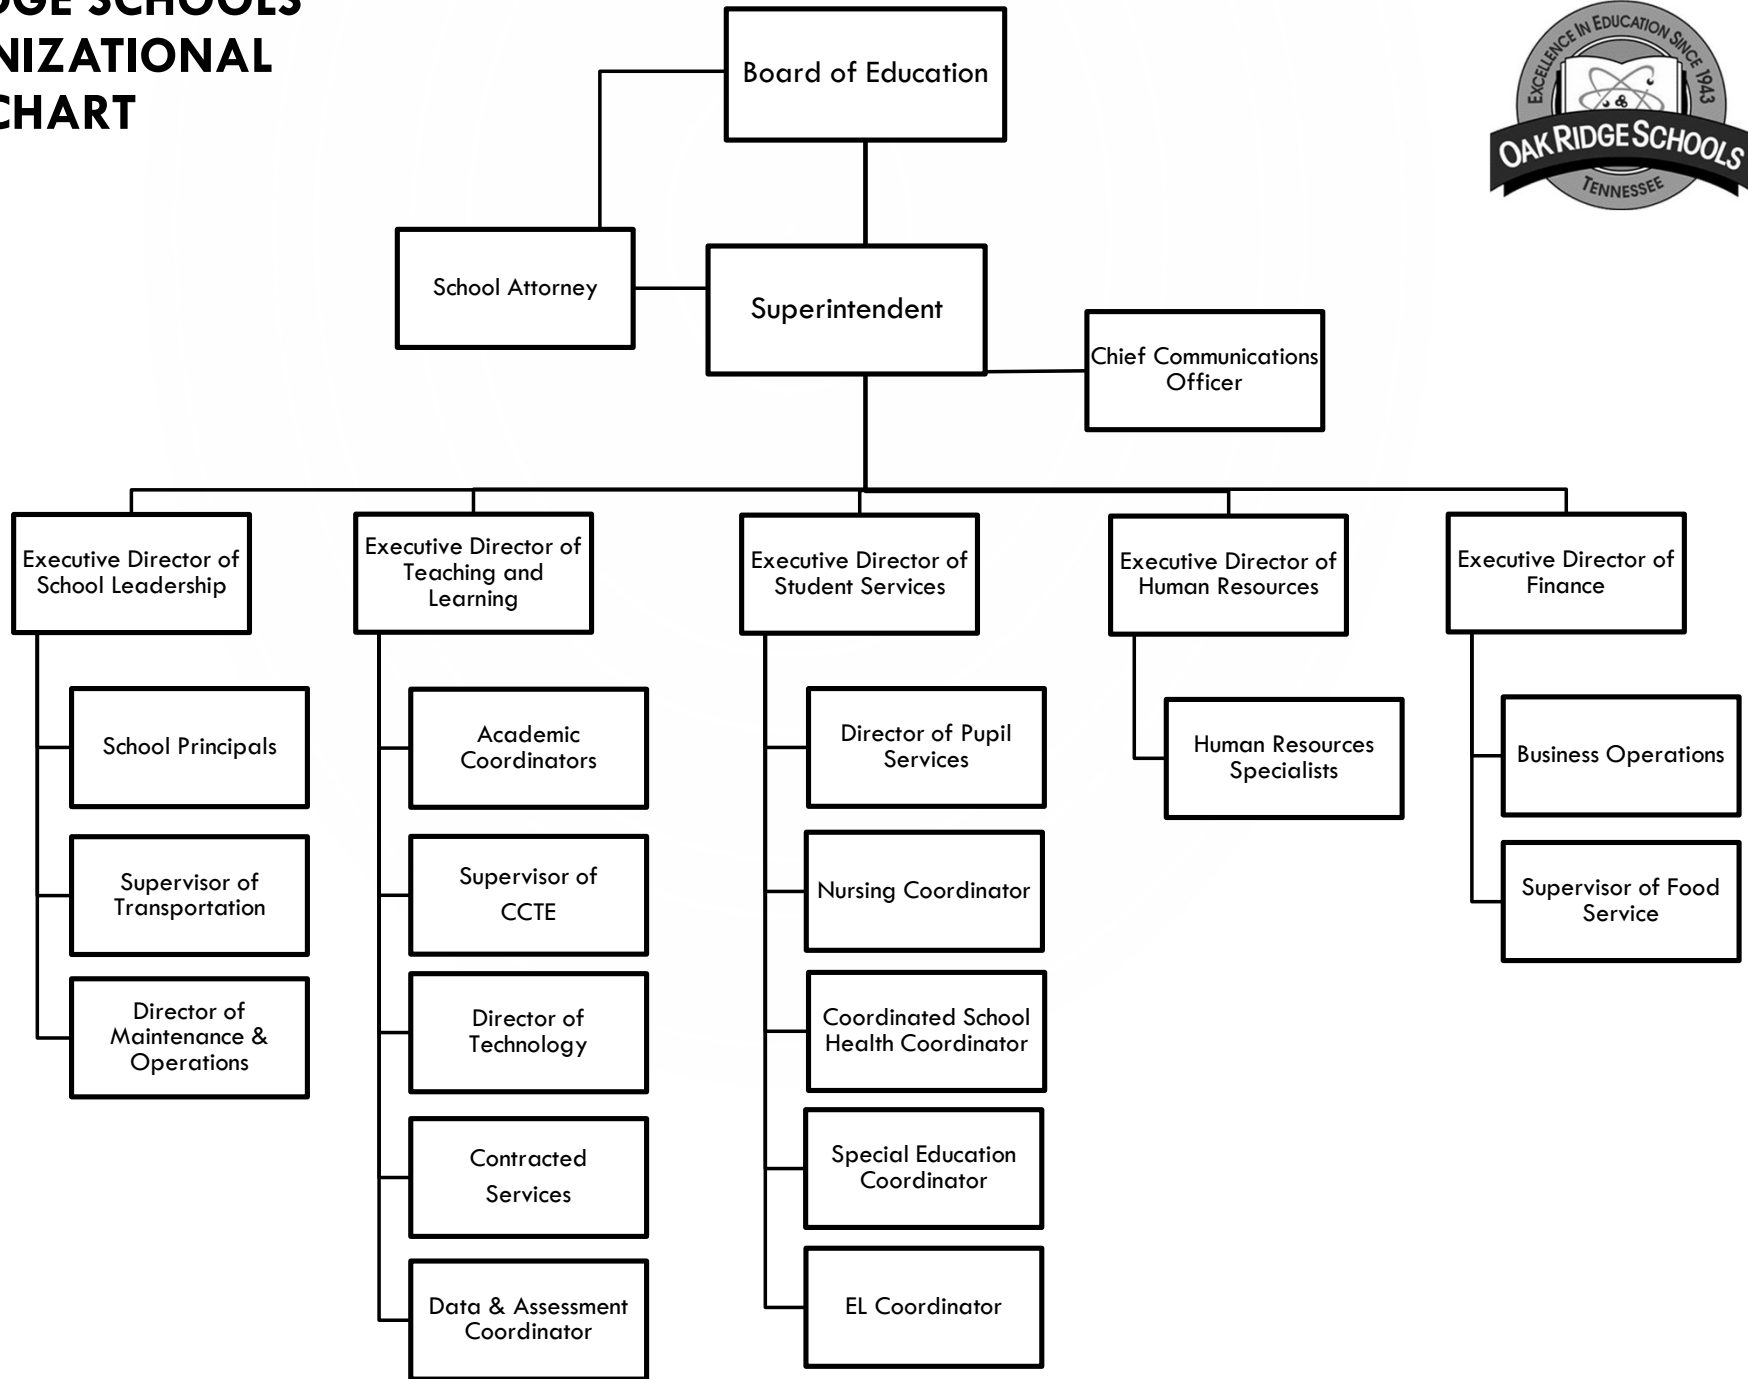 DGE SCHOOLS
NIZATIONAL
CHART
EXCELLENCE IN EDUCATION SINCE 1943
OAK RIDGE SCHOOLS
TENNESSEE
Board of Education
School Attorney
Superintendent
Chief Communications
Officer
Executive Director of
School Leadership
Executive Director of
Teaching and
Learning
Executive Director of
Student Services
Executive Director of
Human Resources
Executive Director of
Finance
School Principals
Supervisor of
Transportation
Director of
Maintenance &
Operations
Academic
Coordinators
Supervisor of
CCTE
Director of
Technology
Contracted
Services
Data & Assessment
Coordinator
Director of Pupil
Services
Nursing Coordinator
Coordinated School
Health Coordinator
Special Education
Coordinator
EL Coordinator
Human Resources
Specialists
Business Operations
Supervisor of Food
Service